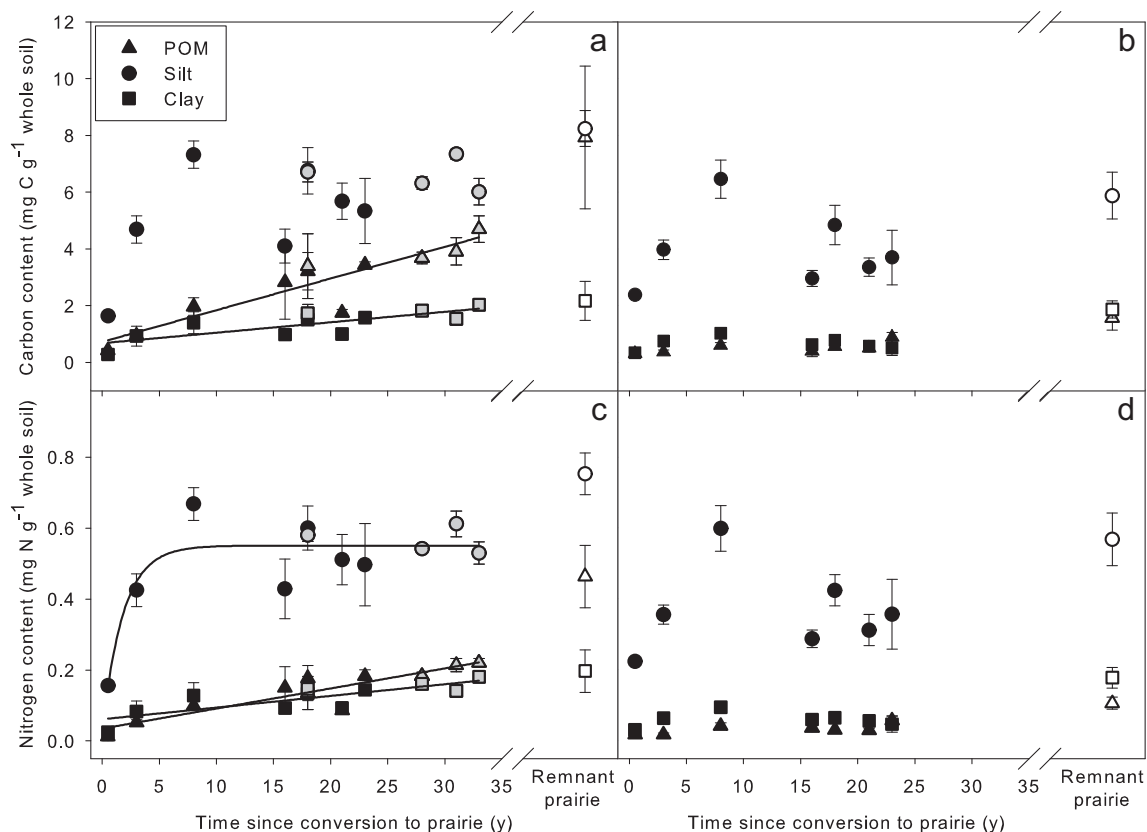 Carbon content (mg C g⁻¹ whole soil)
12
10
8
6
4
2
0
POM
Silt
Clay
a
b
Nitrogen content (mg N g⁻¹ whole soil)
0.8
0.6
0.4
0.2
0.0
c
d
0 5 10 15 20 25 30 35 Remnant prairie
0 5 10 15 20 25 30 35 Remnant prairie
Time since conversion to prairie (y)
Time since conversion to prairie (y)